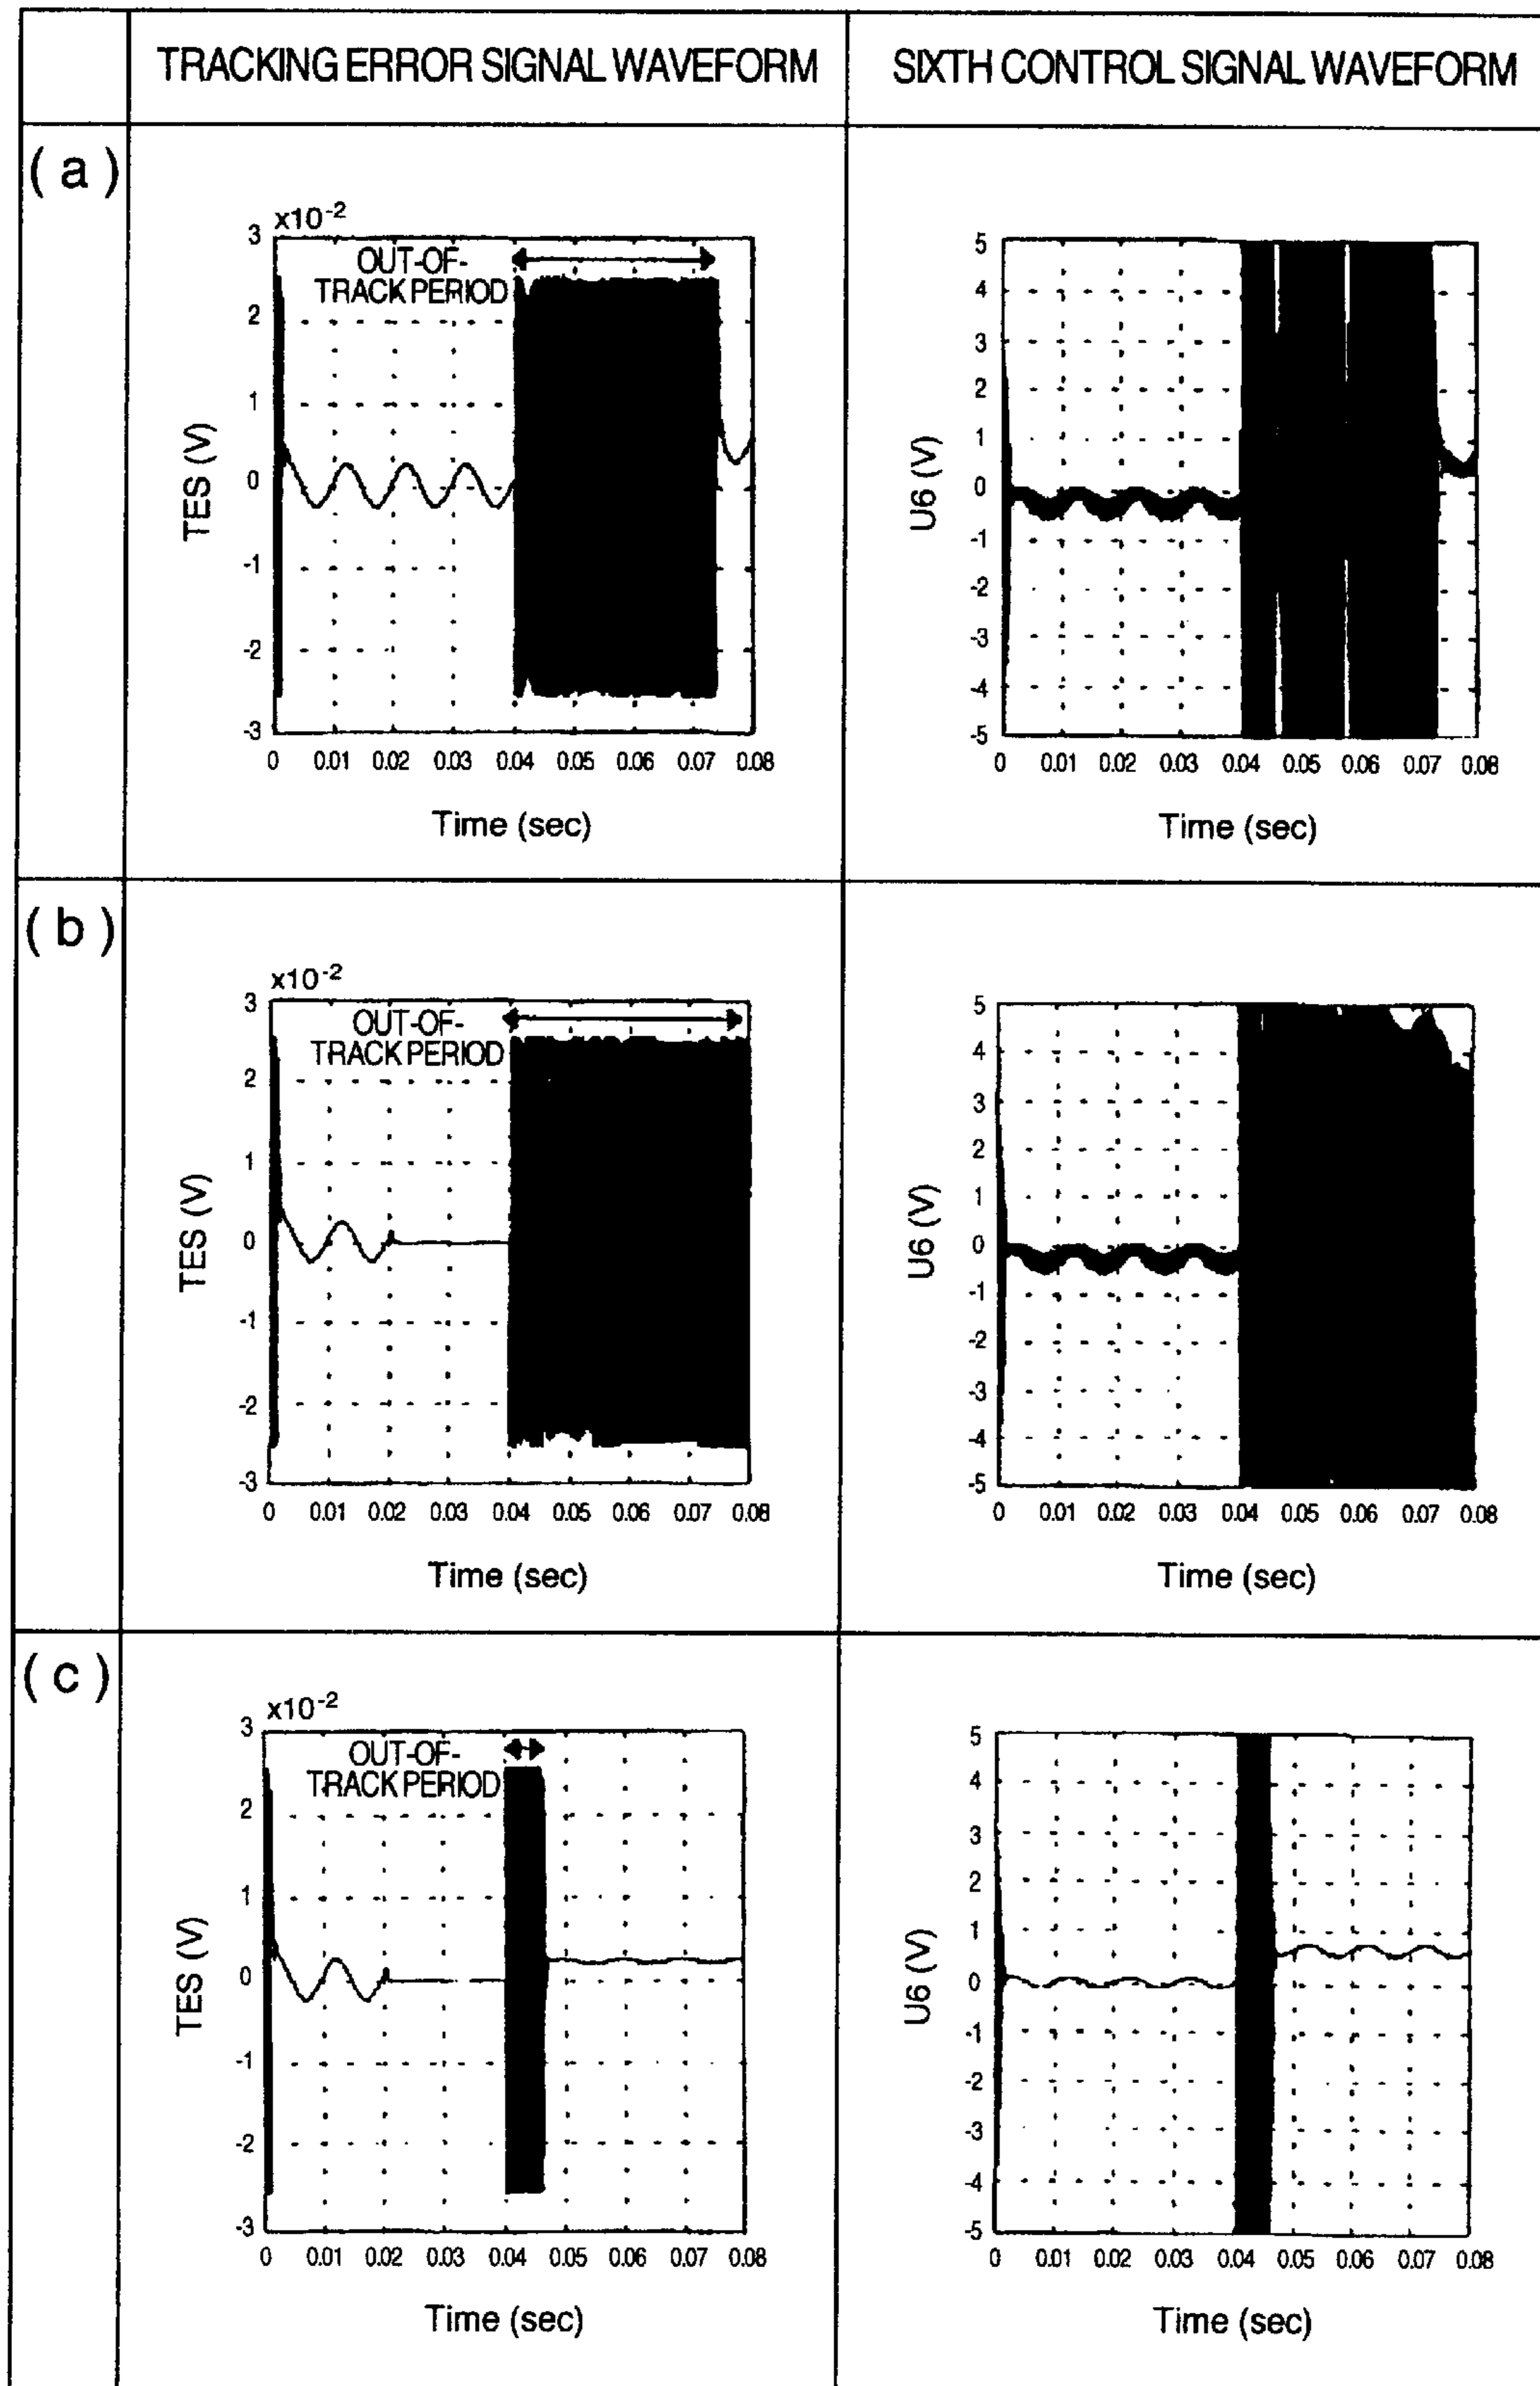 TRACKING ERROR SIGNAL WAVEFORM
SIXTH CONTROL SIGNAL WAVEFORM
(a)
x10-2
OUT-OF-
TRACK PERIOD
3
2
1
0
-1
-2
-3
TES (V)
0 0.01 0.02 0.03 0.04 0.05 0.06 0.07 0.08
Time (sec)
5
4
3
2
1
0
-1
-2
-3
-4
-5
U6 (V)
0 0.01 0.02 0.03 0.04 0.05 0.06 0.07 0.08
Time (sec)
(b)
x10-2
OUT-OF-
TRACK PERIOD
3
2
1
0
-1
-2
-3
TES (V)
0 0.01 0.02 0.03 0.04 0.05 0.06 0.07 0.08
Time (sec)
5
4
3
2
1
0
-1
-2
-3
-4
-5
U6 (V)
0 0.01 0.02 0.03 0.04 0.05 0.06 0.07 0.08
Time (sec)
(c)
x10-2
OUT-OF-
TRACK PERIOD
3
2
1
0
-1
-2
-3
TES (V)
0 0.01 0.02 0.03 0.04 0.05 0.06 0.07 0.08
Time (sec)
5
4
3
2
1
0
-1
-2
-3
-4
-5
U6 (V)
0 0.01 0.02 0.03 0.04 0.05 0.06 0.07 0.08
Time (sec)